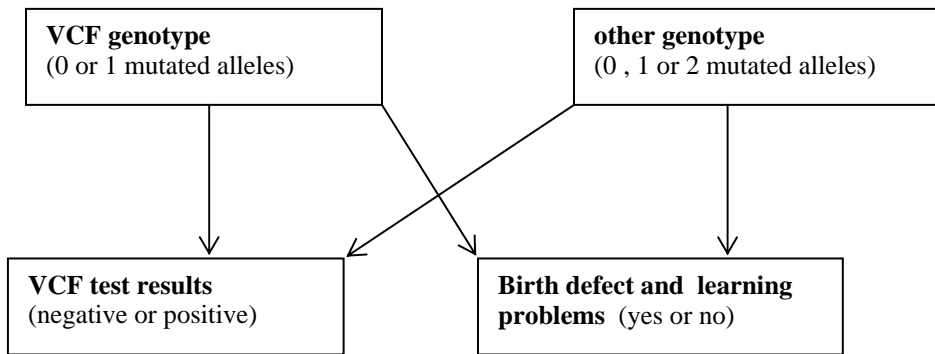 VCF genotype
(0 or 1 mutated alleles)
other genotype
(0 , 1 or 2 mutated alleles)
VCF test results
(negative or positive)
Birth defect and learning
problems (yes or no)